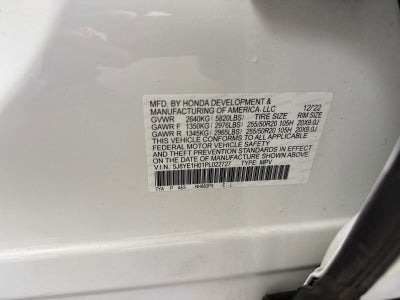 MFD. BY HONDA DEVELOPMENT &
MANUFACTURING OF AMERICA, LLC 12/22
GVWR 2640KG ( 5820LBS) TIRE SIZE RIM SIZE
GAWR F 1350KG ( 2976LBS) 255/50R20 105H 20X9.0J
GAWR R 1345KG ( 2965LBS) 255/50R20 105H 20X9.0J
THIS VEHICLE CONFORMS TO ALL APPLICABLE
FEDERAL MOTOR VEHICLE SAFETY
AND THEFT PREVENTION STANDARDS IN EFFECT ON
THE DATE OF MANUFACTURE SHOWN ABOVE.
V.I.N.: 5J8YE1H01PL022727 TYPE: MPV
TYA P A65 E - L